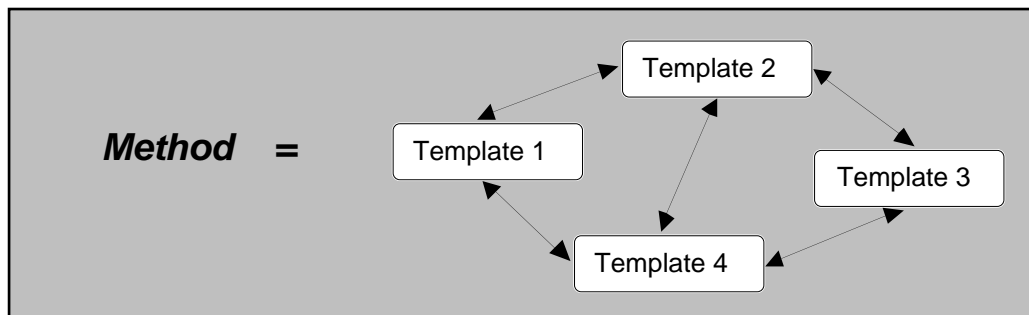 Template 2
Method =
Template 1
Template 3
Template 4